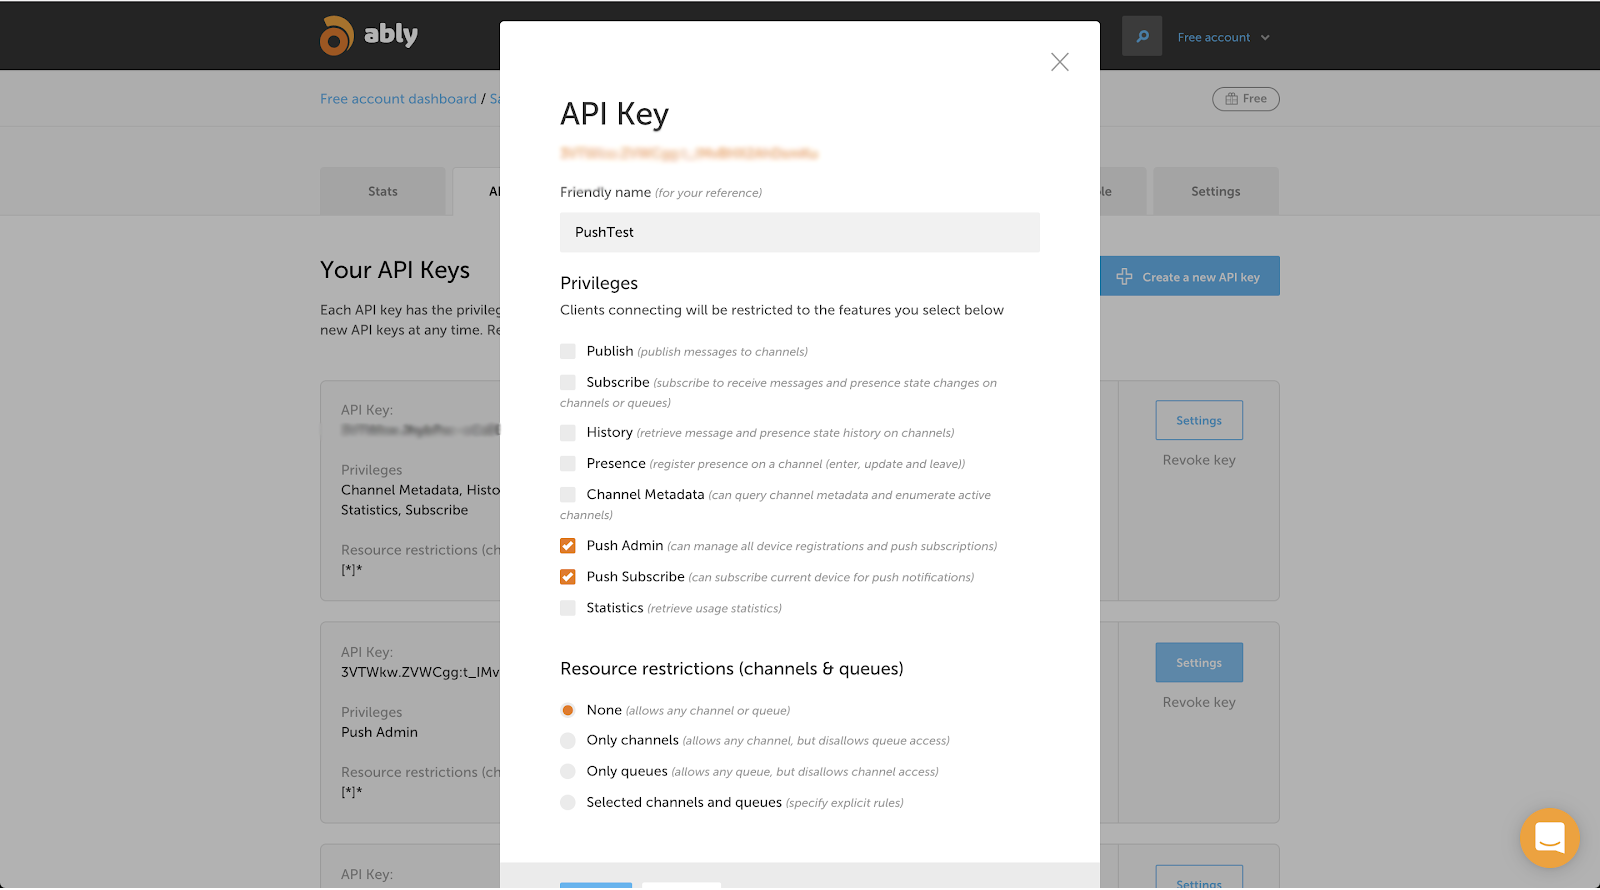 ably
Free account
Free account dashboard / Sa
Free
Stats
Settings
Your API Keys
Create a new API key
Each API key has the privileg
new API keys at any time. Re
API Key:
Privileges
Channel Metadata, Histo
Statistics, Subscribe
Resource restrictions (ch
[*]*
Settings
Revoke key
API Key:
3VTWkw.ZVWCgg:t_IMv
Privileges
Push Admin
Resource restrictions (ch
[*]*
Settings
Revoke key
API Key:
Settings
API Key
Friendly name (for your reference)
PushTest
Privileges
Clients connecting will be restricted to the features you select below
Publish (publish messages to channels)
Subscribe (subscribe to receive messages and presence state changes on
channels or queues)
History (retrieve message and presence state history on channels)
Presence (register presence on a channel (enter, update and leave))
Channel Metadata (can query channel metadata and enumerate active
channels)
Push Admin (can manage all device registrations and push subscriptions)
Push Subscribe (can subscribe current device for push notifications)
Statistics (retrieve usage statistics)
Resource restrictions (channels & queues)
None (allows any channel or queue)
Only channels (allows any channel, but disallows queue access)
Only queues (allows any queue, but disallows channel access)
Selected channels and queues (specify explicit rules)